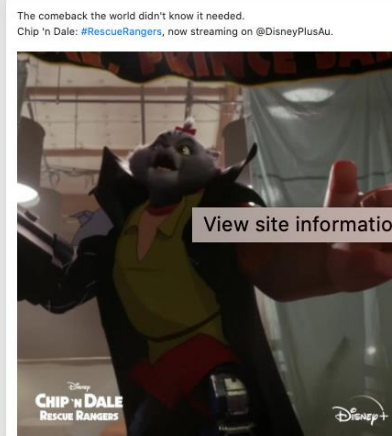 The comeback the world didn't know it needed.
Chip 'n Dale: #RescueRangers, now streaming on @DisneyPlusAu.
PRINCE
View site informatio
Disney
CHIP 'N DALE
RESCUE RANGERS
Disney+